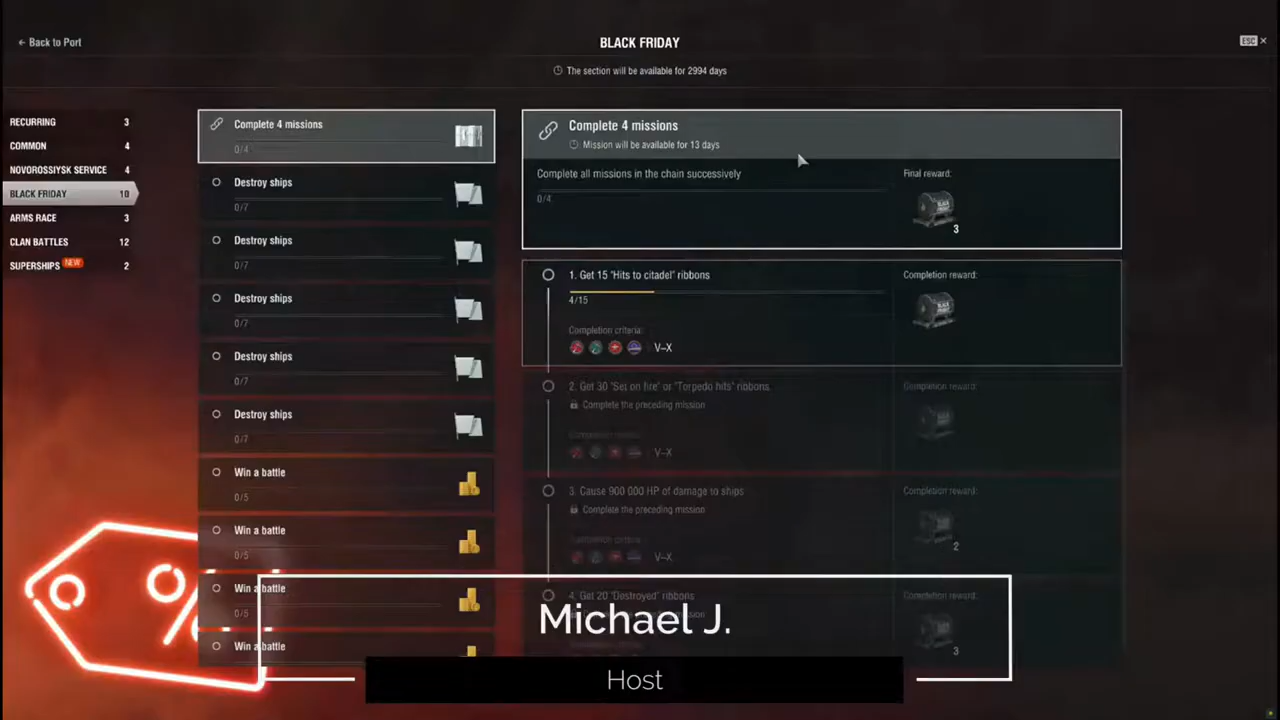 ← Back to Port
BLACK FRIDAY
ESC ×
The section will be available for 2994 days
RECURRING 3
COMMON 4
NOVOROSSIYSK SERVICE 4
BLACK FRIDAY 10
ARMS RACE 3
CLAN BATTLES 12
SUPERSHIPS NEW 2
Complete 4 missions
0/4
Destroy ships
0/7
Destroy ships
0/7
Destroy ships
0/7
Destroy ships
0/7
Destroy ships
0/7
Win a battle
0/5
Win a battle
0/5
Win a battle
0/5
Win a battle
Complete 4 missions
Mission will be available for 13 days
Complete all missions in the chain successively
0/4
Final reward:
3
1. Get 15 "Hits to citadel" ribbons
4/15
Completion criteria:
V–X
Completion reward:
2. Get 30 "Set on fire" or "Torpedo hits" ribbons
Complete the preceding mission
Completion criteria:
V–X
Completion reward:
3. Cause 900 000 HP of damage to ships
Complete the preceding mission
Completion criteria:
V–X
Completion reward:
2
4. Get 20 "Destroyed" ribbons
Completion reward:
3
%
Michael J.
Host